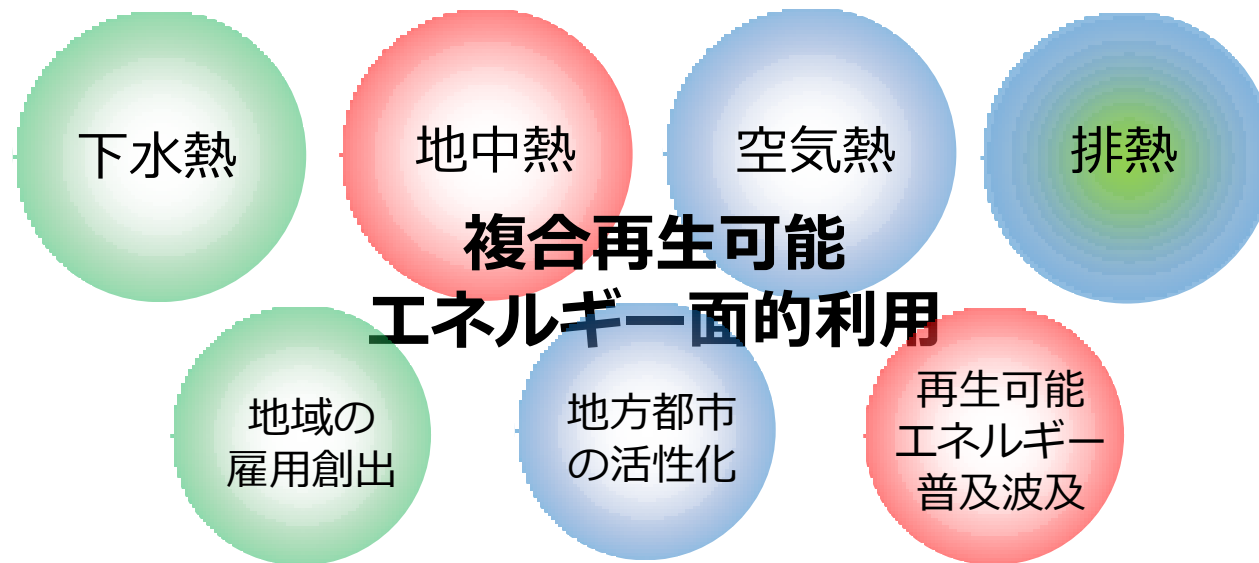 下水熱
地中熱
空気熱
排熱
複合再生可能
エネルギー面的利用
地域の
雇用創出
地方都市
の活性化
再生可能
エネルギー
普及波及